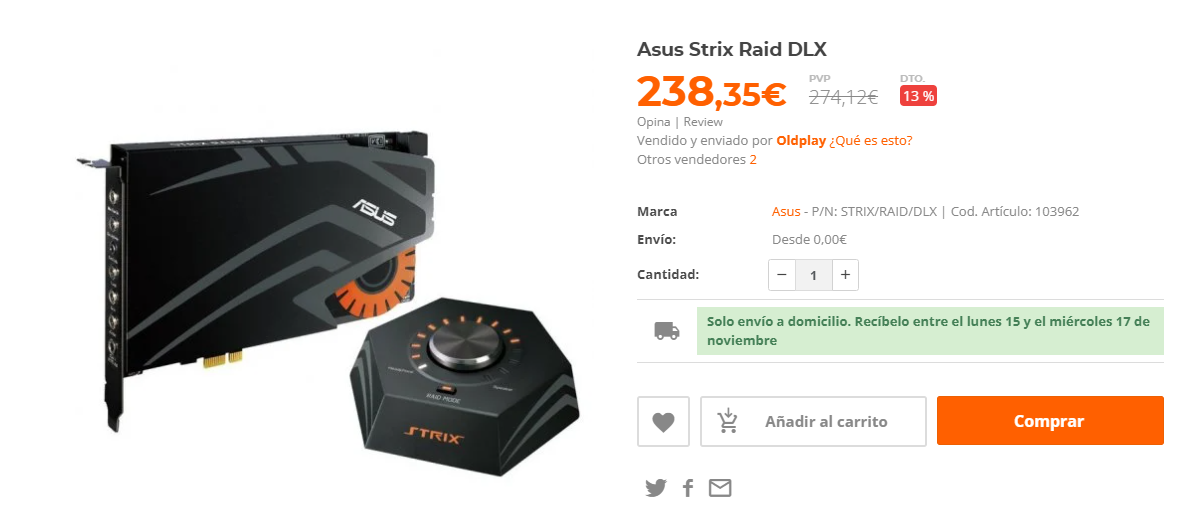 Asus Strix Raid DLX
238,35€
PVP
274,12€
DTO.
13 %
Opina | Review
Vendido y enviado por Oldplay ¿Qué es esto?
Otros vendedores 2
Marca
Asus - P/N: STRIX/RAID/DLX | Cod. Artículo: 103962
Envío:
Desde 0,00€
Cantidad:
− 1 +
Solo envío a domicilio. Recíbelo entre el lunes 15 y el miércoles 17 de
noviembre
Añadir al carrito
Comprar
STRIX RAID DLX
ASUS
RAID MODE
STRIX